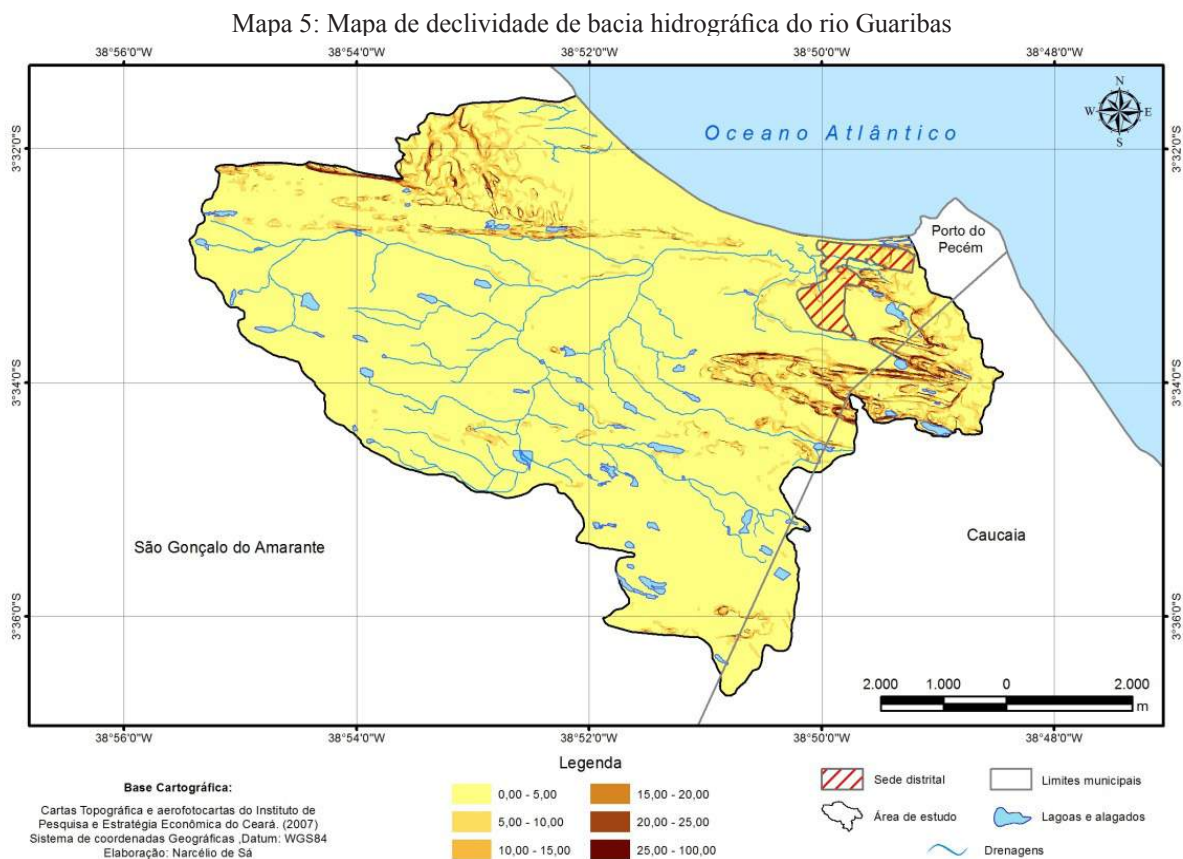 Mapa 5: Mapa de declividade de bacia hidrográfica do rio Guaribas
38°56'0"W 38°54'0"W 38°52'0"W 38°50'0"W 38°48'0"W
N
W E
S
Oceano Atlântico
3°32'0"S 3°32'0"S
Porto do
Pecém
3°34'0"S 3°34'0"S
São Gonçalo do Amarante
Caucaia
3°36'0"S 3°36'0"S
2.000 1.000 0 2.000
m
38°56'0"W 38°54'0"W 38°52'0"W 38°50'0"W 38°48'0"W
Legenda
Base Cartográfica:
Cartas Topográfica e aerofotocartas do Instituto de
Pesquisa e Estratégia Econômica do Ceará. (2007)
Sistema de coordenadas Geográficas ,Datum: WGS84
Elaboração: Narcélio de Sá
0,00 - 5,00
5,00 - 10,00
10,00 - 15,00
15,00 - 20,00
20,00 - 25,00
25,00 - 100,00
Sede distrital
Área de estudo
Limites municipais
Lagoas e alagados
Drenagens